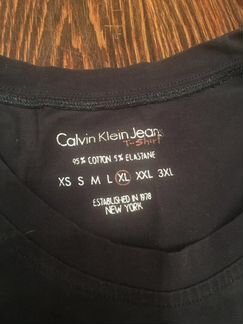 Calvin Klein Jeans
T-Shirt
95% COTTON 5% ELASTANE
XS S M L XL XXL 3XL
ESTABLISHED IN 1978
NEW YORK